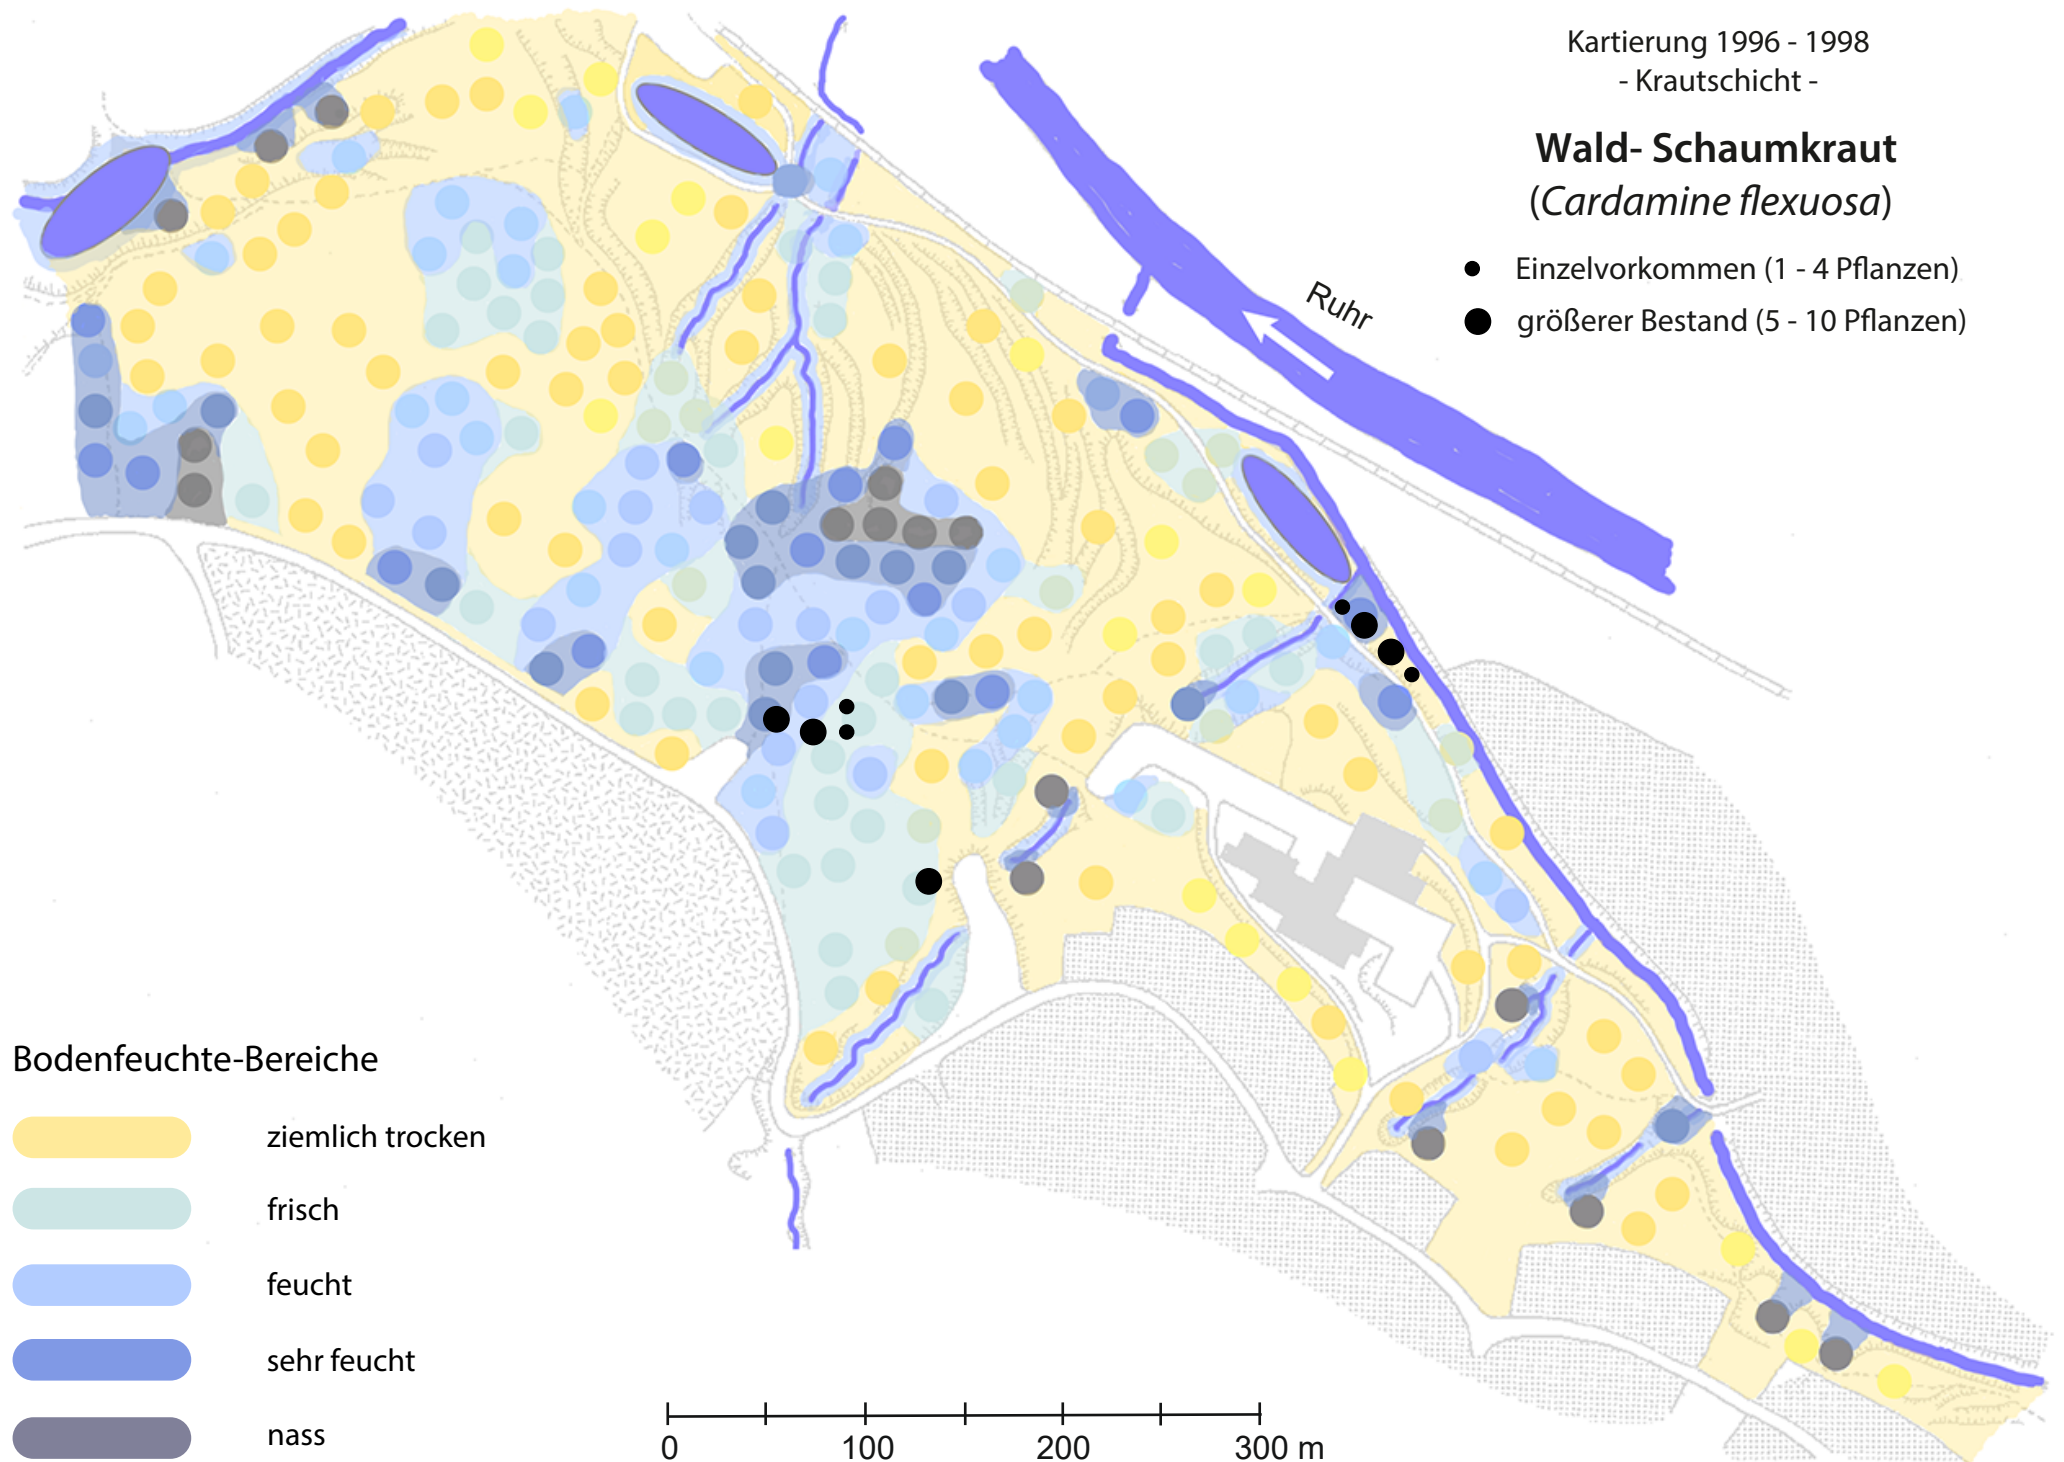 Kartierung 1996 - 1998
- Krautschicht -
Wald- Schaumkraut
(Cardamine flexuosa)
Einzelvorkommen (1 - 4 Pflanzen)
größerer Bestand (5 - 10 Pflanzen)
Ruhr
Bodenfeuchte-Bereiche
ziemlich trocken
frisch
feucht
sehr feucht
nass
0 100 200 300 m